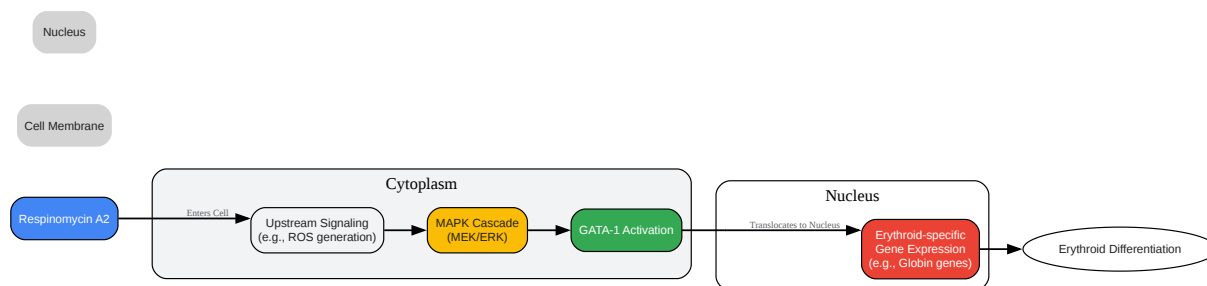 Nucleus
Cell Membrane
Respinomycin A2
Enters Cell
Cytoplasm
Upstream Signaling
(e.g., ROS generation)
MAPK Cascade
(MEK/ERK)
GATA-1 Activation
Translocates to Nucleus
Nucleus
Erythroid-specific
Gene Expression
(e.g., Globin genes)
Erythroid Differentiation